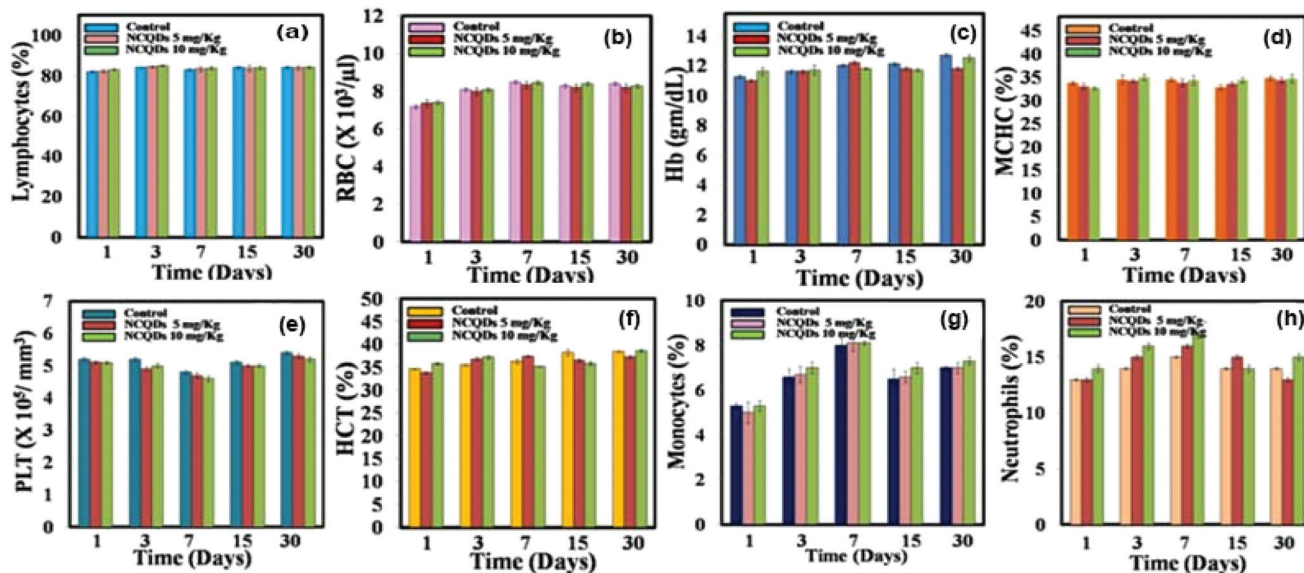 Control
NCQDs 5 mg/Kg
NCQDs 10 mg/Kg
(a)
Lymphocytes (%)
100
80
60
40
20
0
1 3 7 15 30
Time (Days)
Control
NCQDs 5 mg/Kg
NCQDs 10 mg/Kg
(b)
RBC (X 10³/µl)
12
10
8
6
4
2
0
1 3 7 15 30
Time (Days)
Control
NCQDs 5 mg/Kg
NCQDs 10 mg/Kg
(c)
Hb (gm/dL)
14
12
10
8
6
4
2
0
1 3 7 15 30
Time (Days)
Control
NCQDs 5 mg/Kg
NCQDs 10 mg/Kg
(d)
MCHC (%)
45
40
35
30
25
20
15
10
5
0
1 3 7 15 30
Time (Days)
Control
NCQDs 5 mg/Kg
NCQDs 10 mg/Kg
(e)
PLT (X 10⁵/ mm³)
7
6
5
4
3
2
1
0
1 3 7 15 30
Time (Days)
Control
NCQDs 5 mg/Kg
NCQDs 10 mg/Kg
(f)
HCT (%)
50
45
40
35
30
25
20
15
10
5
0
1 3 7 15 30
Time (Days)
Control
NCQDs 5 mg/Kg
NCQDs 10 mg/Kg
(g)
Monocytes (%)
10
8
6
4
2
0
1 3 7 15 30
Time (Days)
Control
NCQDs 5 mg/Kg
NCQDs 10 mg/Kg
(h)
Neutrophils (%)
20
15
10
5
0
1 3 7 15 30
Time (Days)